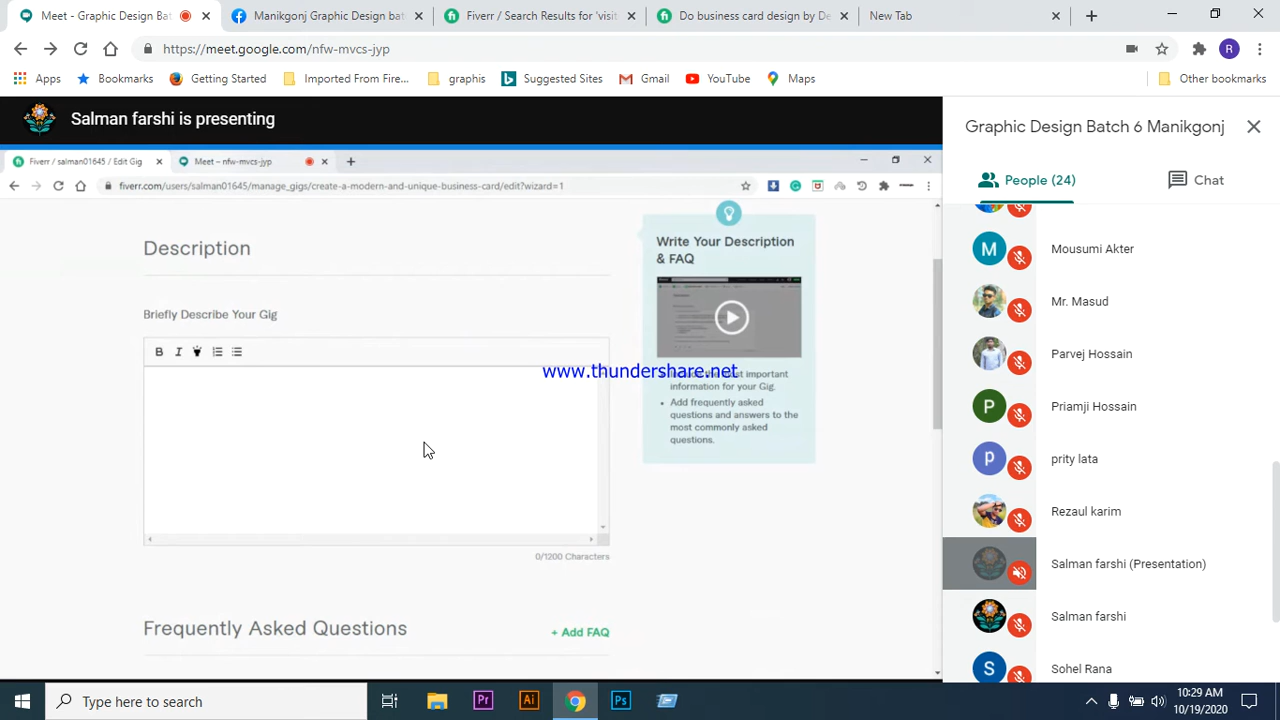 Meet - Graphic Design Bat
Manikgonj Graphic Design bat
Fiverr / Search Results for 'visit
Do business card design by De
New Tab
https://meet.google.com/nfw-mvcs-jyp
R
Apps
Bookmarks
Getting Started
Imported From Fire...
graphis
Suggested Sites
Gmail
YouTube
Maps
Other bookmarks
Salman farshi is presenting
Graphic Design Batch 6 Manikgonj
People (24)
Chat
Fiverr / salman01645 / Edit Gig
Meet – nfw-mvcs-jyp
fiverr.com/users/salman01645/manage_gigs/create-a-modern-and-unique-business-card/edit?wizard=1
Description
Briefly Describe Your Gig
B I
0/1200 Characters
Frequently Asked Questions
+ Add FAQ
Write Your Description
& FAQ
www.thundershare.net
important
information for your Gig.
Add frequently asked
questions and answers to the
most commonly asked
questions.
M
Mousumi Akter
Mr. Masud
Parvej Hossain
P
Priamji Hossain
p
prity lata
Rezaul karim
Salman farshi (Presentation)
Salman farshi
S
Sohel Rana
Type here to search
Pr
Ai
Ps
10:29 AM
10/19/2020